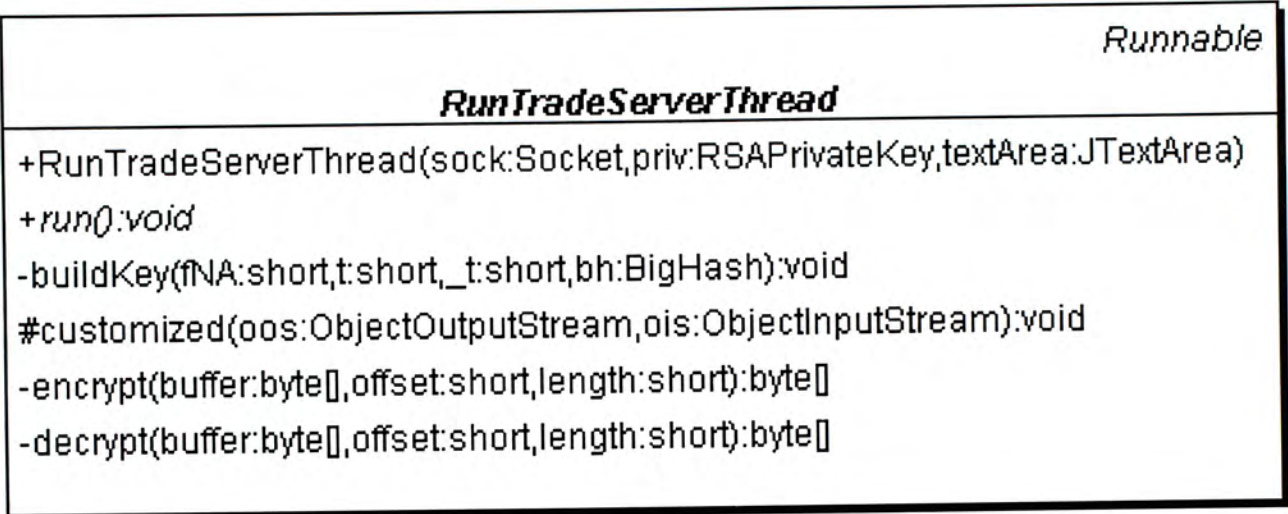 Runnable
RunTradeServerThread
+RunTradeServerThread(sock:Socket,priv:RSAPrivateKey,textArea:JTextArea)
+run():void
-buildKey(fNA:short,t:short,_t:short,bh:BigHash):void
#customized(oos:ObjectOutputStream,ois:ObjectInputStream):void
-encrypt(buffer:byte[],offset:short,length:short):byte[]
-decrypt(buffer:byte[],offset:short,length:short):byte[]